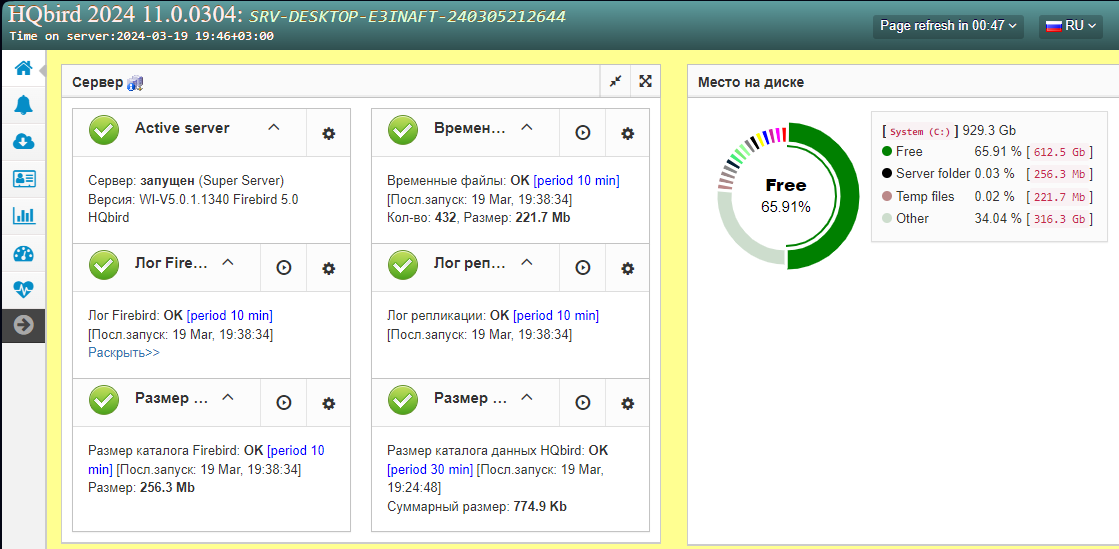 HQbird 2024 11.0.0304: SRV-DESKTOP-E3INAFT-240305212644
Time on server:2024-03-19 19:46+03:00
Page refresh in 00:47
RU
Сервер
Active server
Сервер: запущен (Super Server)
Версия: WI-V5.0.1.1340 Firebird 5.0
HQbird
Времен...
Временные файлы: OK [period 10 min]
[Посл.запуск: 19 Mar, 19:38:34]
Кол-во: 432, Размер: 221.7 Mb
Лог Fire...
Лог Firebird: OK [period 10 min]
[Посл.запуск: 19 Mar, 19:38:34]
Раскрыть>>
Лог реп...
Лог репликации: OK [period 10 min]
[Посл.запуск: 19 Mar, 19:38:34]
Размер ...
Размер каталога Firebird: OK [period 10
min] [Посл.запуск: 19 Mar, 19:38:34]
Размер: 256.3 Mb
Размер ...
Размер каталога данных HQbird: OK
[period 30 min] [Посл.запуск: 19 Mar,
19:24:48]
Суммарный размер: 774.9 Kb
Место на диске
Free
65.91%
[ System (C:) ] 929.3 Gb
Free 65.91 % [ 612.5 Gb ]
Server folder 0.03 % [ 256.3 Mb ]
Temp files 0.02 % [ 221.7 Mb ]
Other 34.04 % [ 316.3 Gb ]